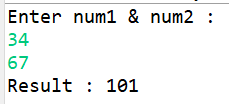 Enter num1 & num2 :
34
67
Result : 101